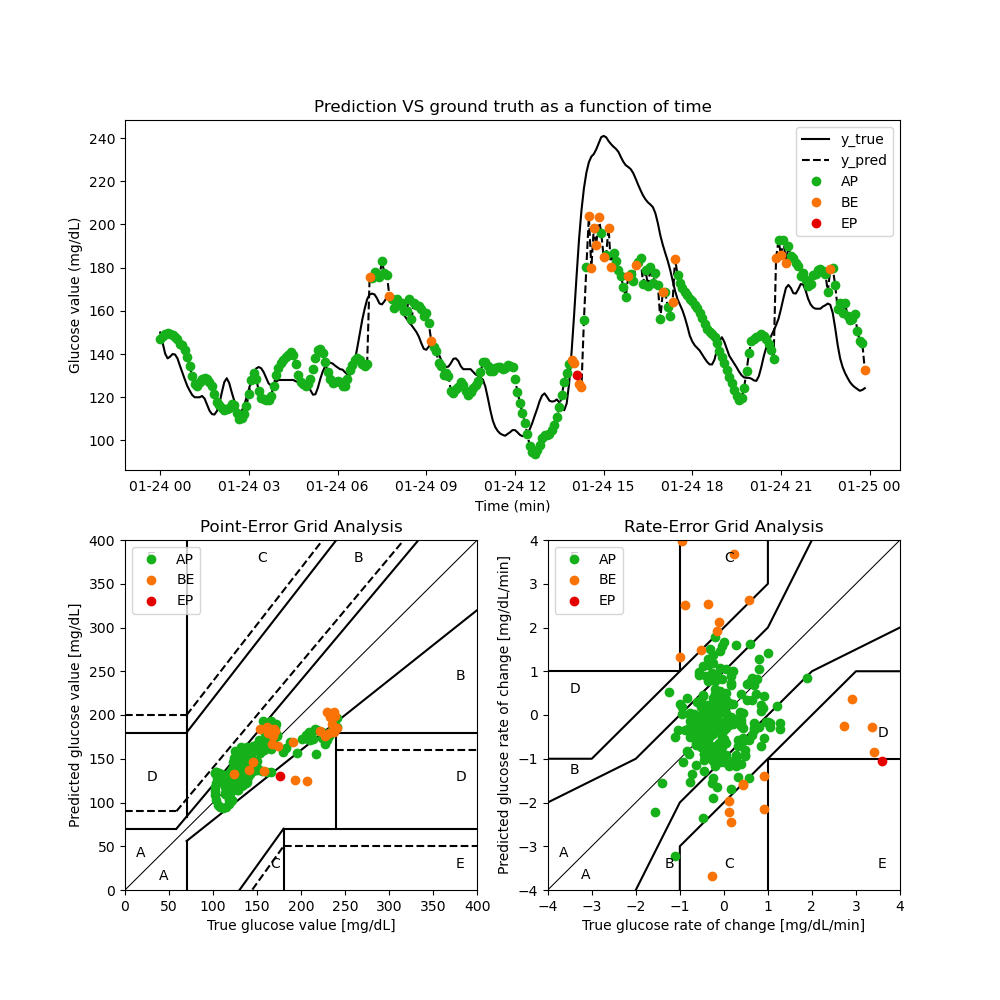 Prediction VS ground truth as a function of time
Glucose value (mg/dL)
240
220
200
180
160
140
120
100
y_true
y_pred
AP
BE
EP
01-24 00 01-24 03 01-24 06 01-24 09 01-24 12 01-24 15 01-24 18 01-24 21 01-25 00
Time (min)
Point-Error Grid Analysis
Predicted glucose value [mg/dL]
400
350
300
250
200
150
100
50
0
AP
BE
EP
C B
B
D D
A
A
C E
0 50 100 150 200 250 300 350 400
True glucose value [mg/dL]
Rate-Error Grid Analysis
Predicted glucose rate of change [mg/dL/min]
4
3
2
1
0
−1
−2
−3
−4
AP
BE
EP
C
D
D
B
A
A
B C E
−4 −3 −2 −1 0 1 2 3 4
True glucose rate of change [mg/dL/min]